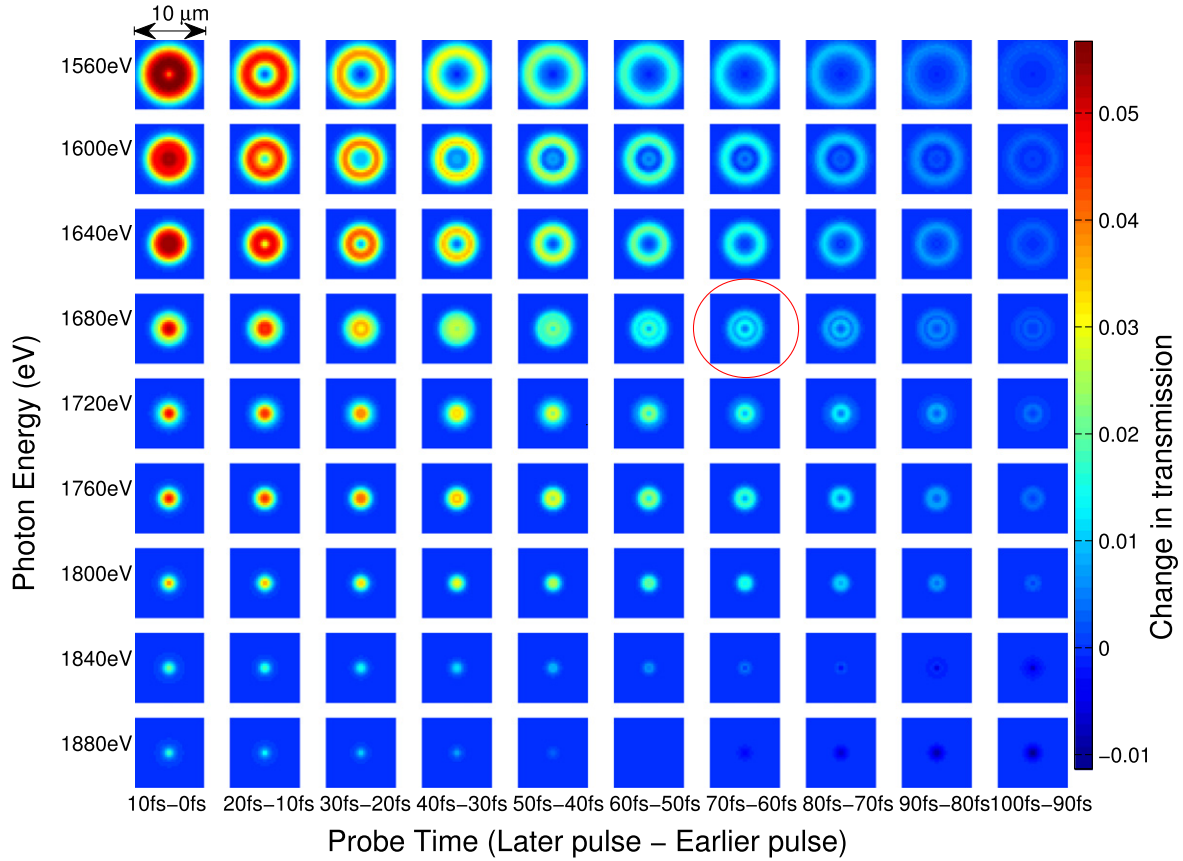 10 μm
1560eV
1600eV
1640eV
1680eV
1720eV
1760eV
1800eV
1840eV
1880eV
Photon Energy (eV)
10fs−0fs 20fs−10fs 30fs−20fs 40fs−30fs 50fs−40fs 60fs−50fs 70fs−60fs 80fs−70fs 90fs−80fs 100fs−90fs
Probe Time (Later pulse − Earlier pulse)
0.05
0.04
0.03
0.02
0.01
0
−0.01
Change in transmission